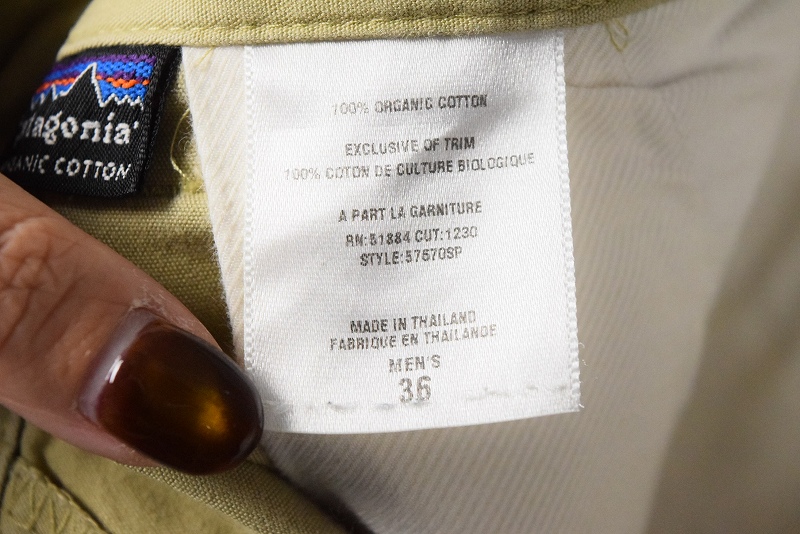 patagonia®
ORGANIC COTTON
100% ORGANIC COTTON
EXCLUSIVE OF TRIM
100% COTON DE CULTURE BIOLOGIQUE
A PART LA GARNITURE
RN:51884 CUT:1230
STYLE:57670SP
MADE IN THAILAND
FABRIQUE EN THAILANDE
MEN'S
36